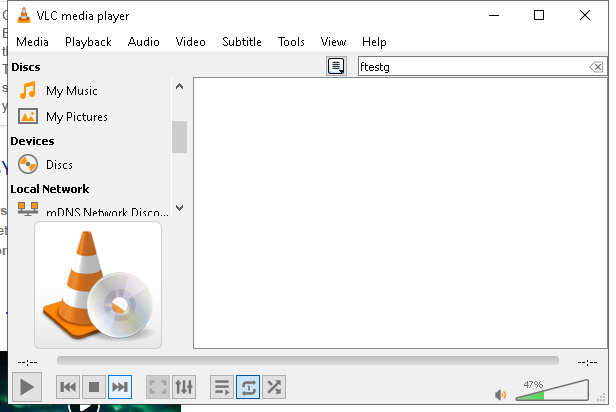 VLC media player
Media Playback Audio Video Subtitle Tools View Help
Discs
ftestg
My Music
My Pictures
Devices
Discs
Local Network
mDNS Network Disco...
--:--
--:--
47%